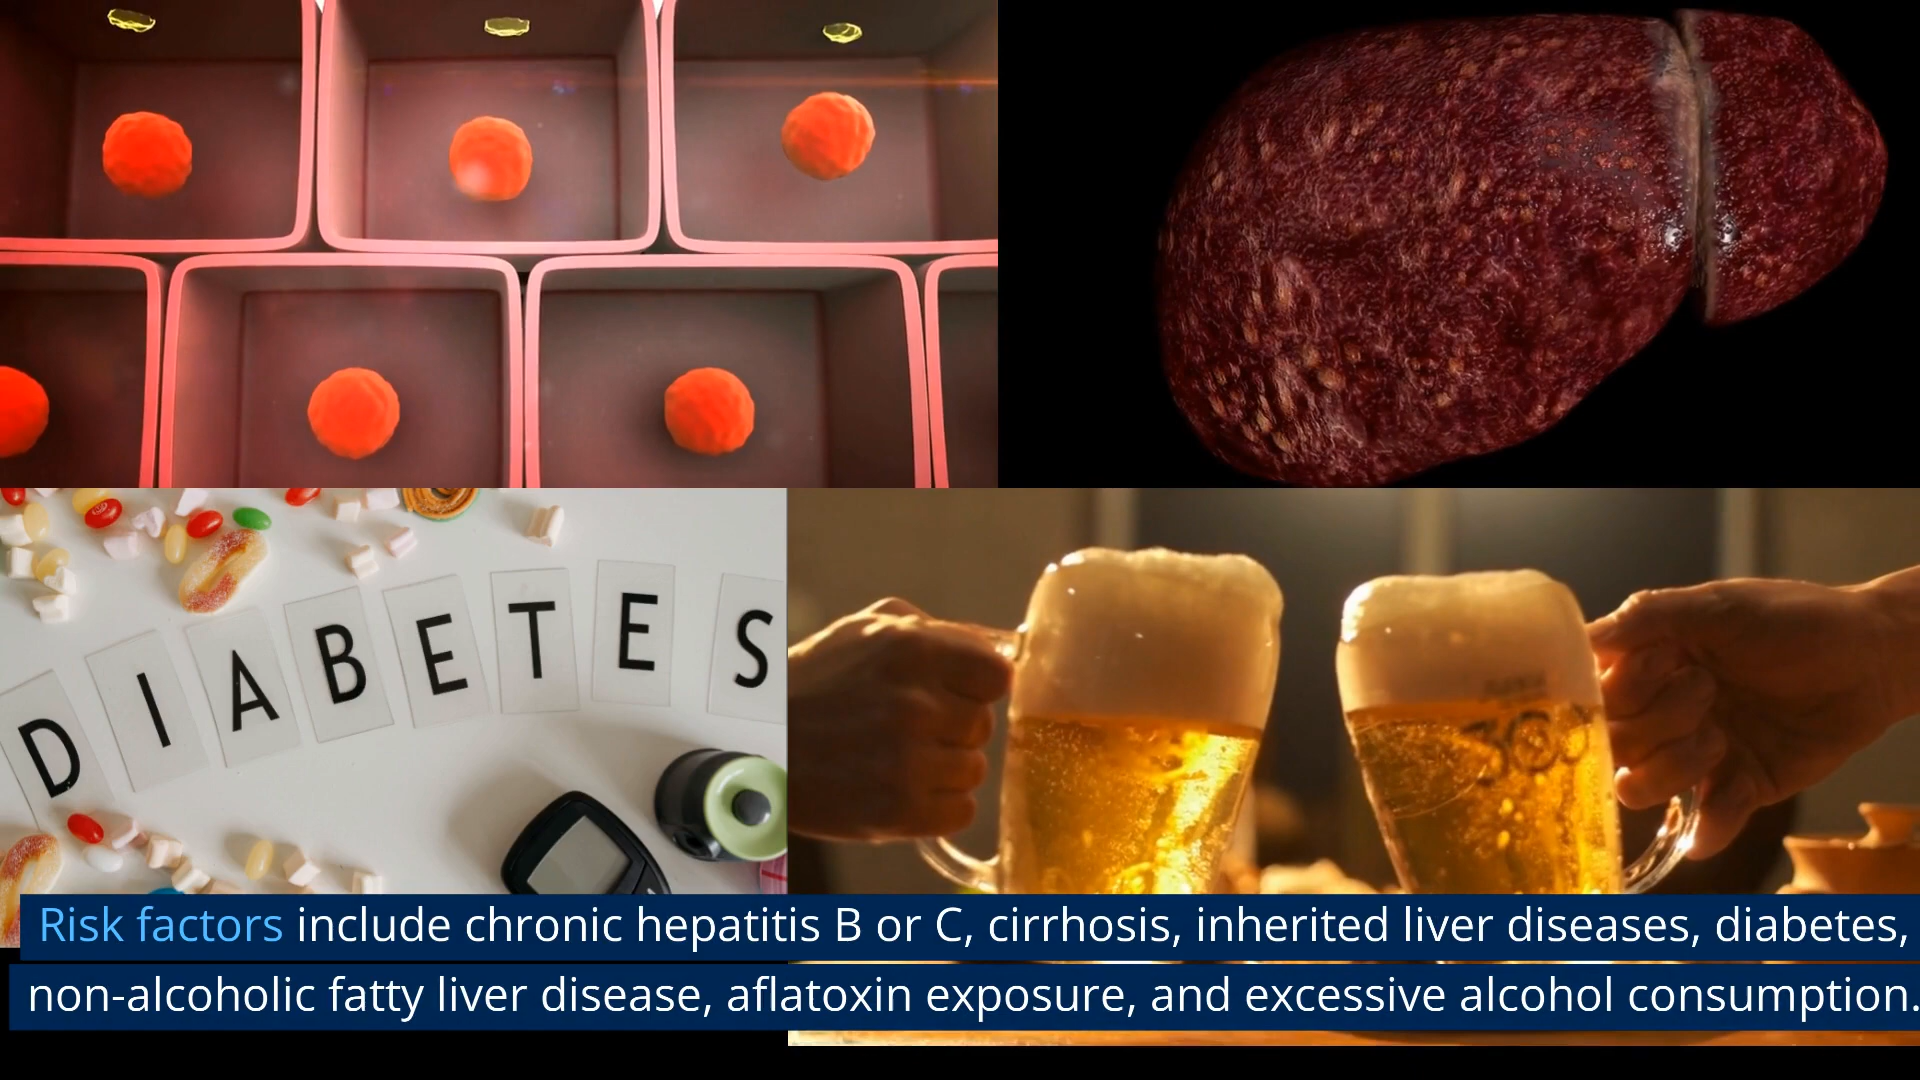 DIABETES
300
Risk factors include chronic hepatitis B or C, cirrhosis, inherited liver diseases, diabetes,
non-alcoholic fatty liver disease, aflatoxin exposure, and excessive alcohol consumption.